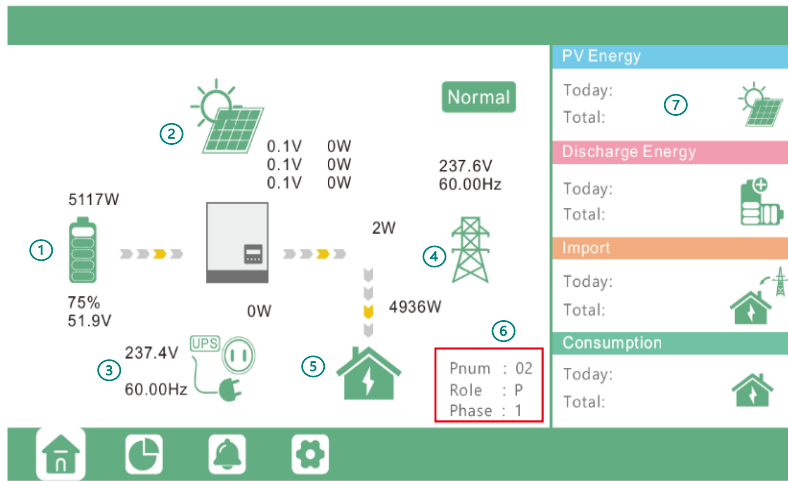 Normal
2
0.1V 0W
0.1V 0W
0.1V 0W
237.6V
60.00Hz
5117W
1
2W
4
75%
51.9V
0W
4936W
UPS
237.4V
3
60.00Hz
5
6
Pnum : 02
Role : P
Phase : 1
PV Energy
Today:
7
Total:
Discharge Energy
Today:
Total:
Import
Today:
Total:
Consumption
Today:
Total: